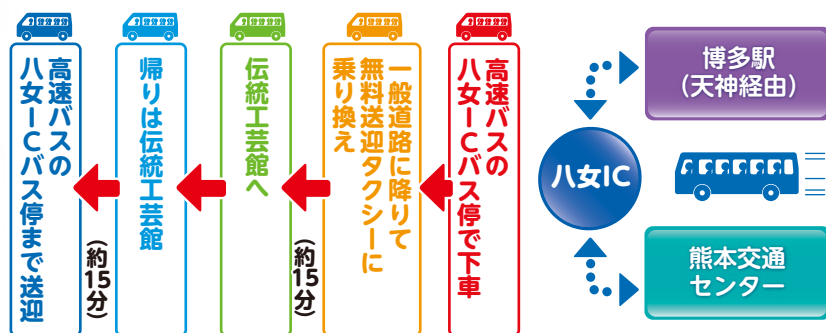 高速バスの
八女ICバス停で下車
一般道路に降りて
無料送迎タクシーに
乗り換え
(約15分)
伝統工芸館へ
帰りは伝統工芸館
(約15分)
高速バスの
八女ICバス停まで送迎
博多駅
(天神経由)
八女IC
熊本交通
センター